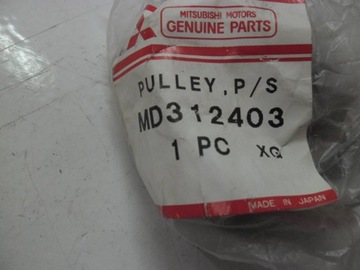 MITSUBISHI MOTORS
GENUINE PARTS
PULLEY, P/S
MD312403
1 PC XG
MADE IN JAPAN